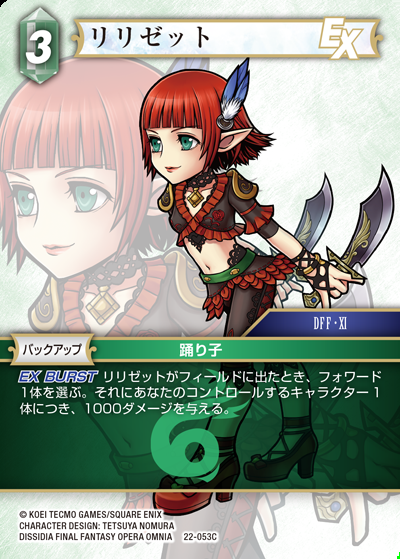 3
リリゼット
EX
DFF・XI
バックアップ
踊り子
EX BURST リリゼットがフィールドに出たとき、フォワード
1体を選ぶ。それにあなたのコントロールするキャラクター1
体につき、1000ダメージを与える。
6
© KOEI TECMO GAMES/SQUARE ENIX
CHARACTER DESIGN: TETSUYA NOMURA
DISSIDIA FINAL FANTASY OPERA OMNIA
22-053C